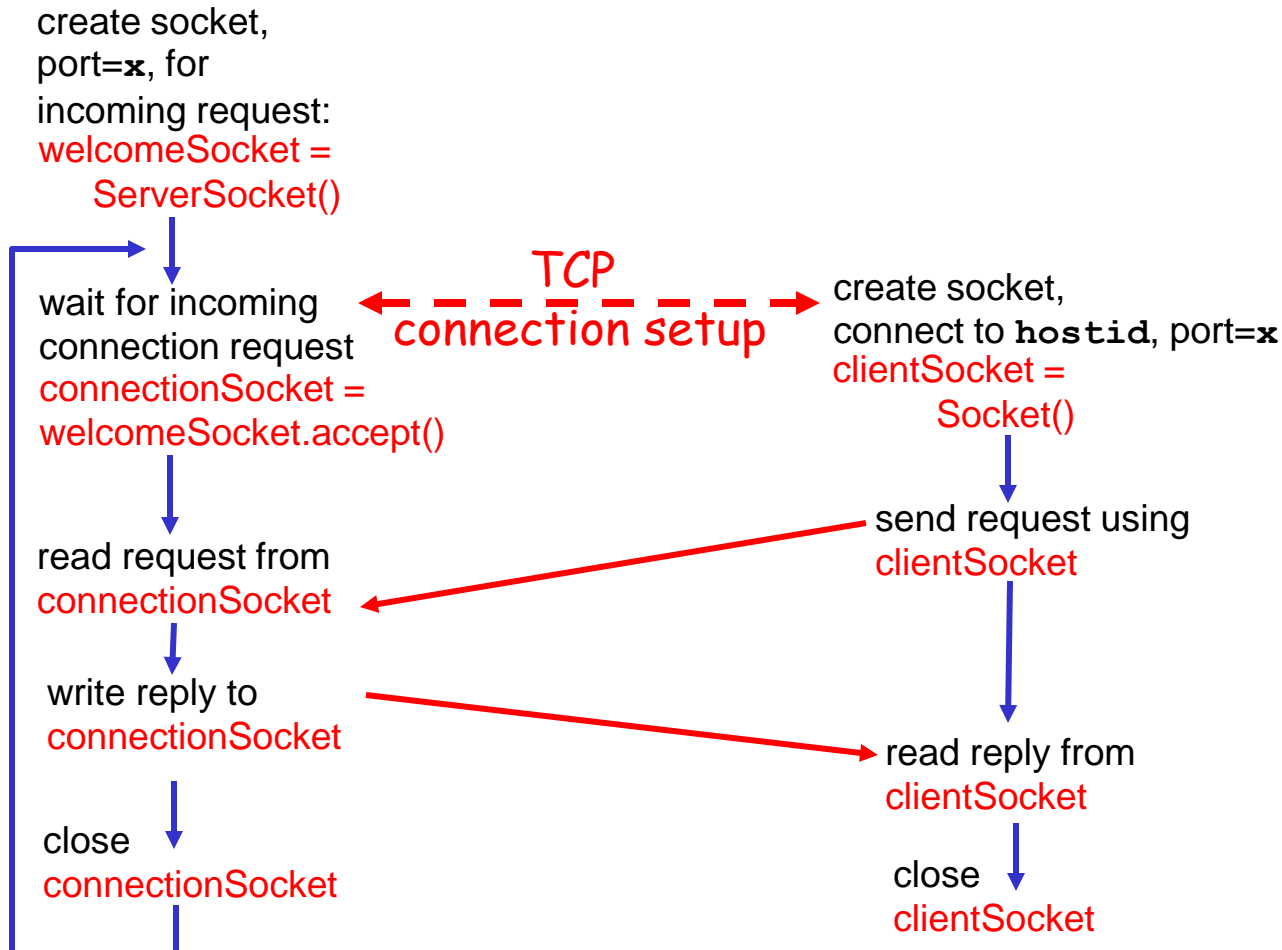 create socket,
port=x, for
incoming request:
welcomeSocket =
ServerSocket()
wait for incoming
connection request
connectionSocket =
welcomeSocket.accept()
TCP
connection setup
create socket,
connect to hostid, port=x
clientSocket =
Socket()
send request using
clientSocket
read request from
connectionSocket
write reply to
connectionSocket
read reply from
clientSocket
close
connectionSocket
close
clientSocket